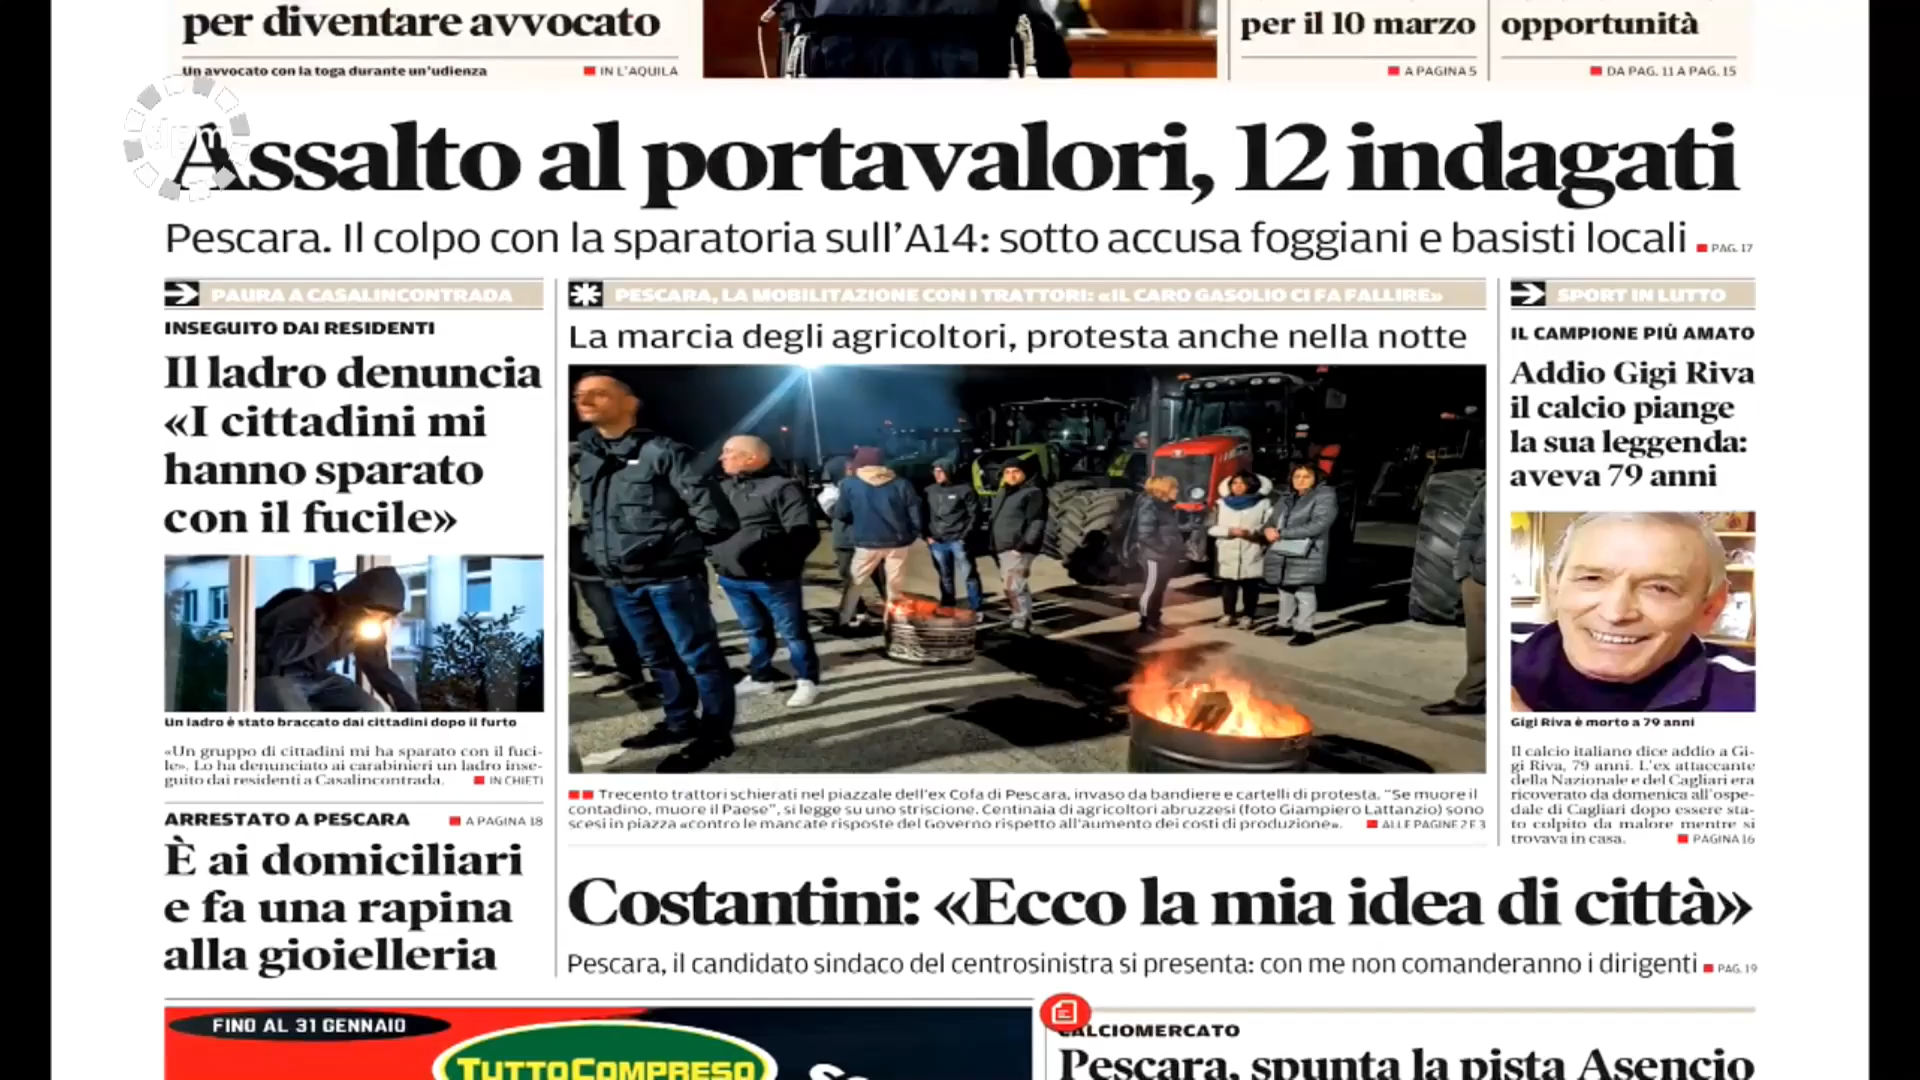 per diventare avvocato
Un avvocato con la toga durante un'udienza
IN L'AQUILA
per il 10 marzo
A PAGINA 5
opportunità
DA PAG. 11 A PAG. 15
Assalto al portavalori, 12 indagati
Pescara. Il colpo con la sparatoria sull'A14: sotto accusa foggiani e basisti locali PAG. 17
PAURA A CASALINCONTRADA
INSEGUITO DAI RESIDENTI
Il ladro denuncia
«I cittadini mi
hanno sparato
con il fucile»
Un ladro è stato braccato dai cittadini dopo il furto
«Un gruppo di cittadini mi ha sparato con il fuci-
le». Lo ha denunciato ai carabinieri un ladro inse-
guito dai residenti a Casalincontrada. IN CHIETI
ARRESTATO A PESCARA A PAGINA 18
È ai domiciliari
e fa una rapina
alla gioielleria
PESCARA, LA MOBILITAZIONE CON I TRATTORI: «IL CARO GASOLIO CI FA FALLIRE»
La marcia degli agricoltori, protesta anche nella notte
Trecento trattori schierati nel piazzale dell'ex Cofa di Pescara, invaso da bandiere e cartelli di protesta. "Se muore il
contadino, muore il Paese", si legge su uno striscione. Centinaia di agricoltori abruzzesi (foto Giampiero Lattanzio) sono
scesi in piazza «contro le mancate risposte del Governo rispetto all'aumento dei costi di produzione». ALLE PAGINE 2 E 3
SPORT IN LUTTO
IL CAMPIONE PIÙ AMATO
Addio Gigi Riva
il calcio piange
la sua leggenda:
aveva 79 anni
Gigi Riva è morto a 79 anni
Il calcio italiano dice addio a Gi-
gi Riva, 79 anni. L'ex attaccante
della Nazionale e del Cagliari era
ricoverato da domenica all'ospe-
dale di Cagliari dopo essere sta-
to colpito da malore mentre si
trovava in casa. PAGINA 16
Costantini: «Ecco la mia idea di città»
Pescara, il candidato sindaco del centrosinistra si presenta: con me non comanderanno i dirigenti PAG. 19
FINO AL 31 GENNAIO
TUTTOCOMPRESO
CALCIOMERCATO
Pescara, spunta la pista Asencio